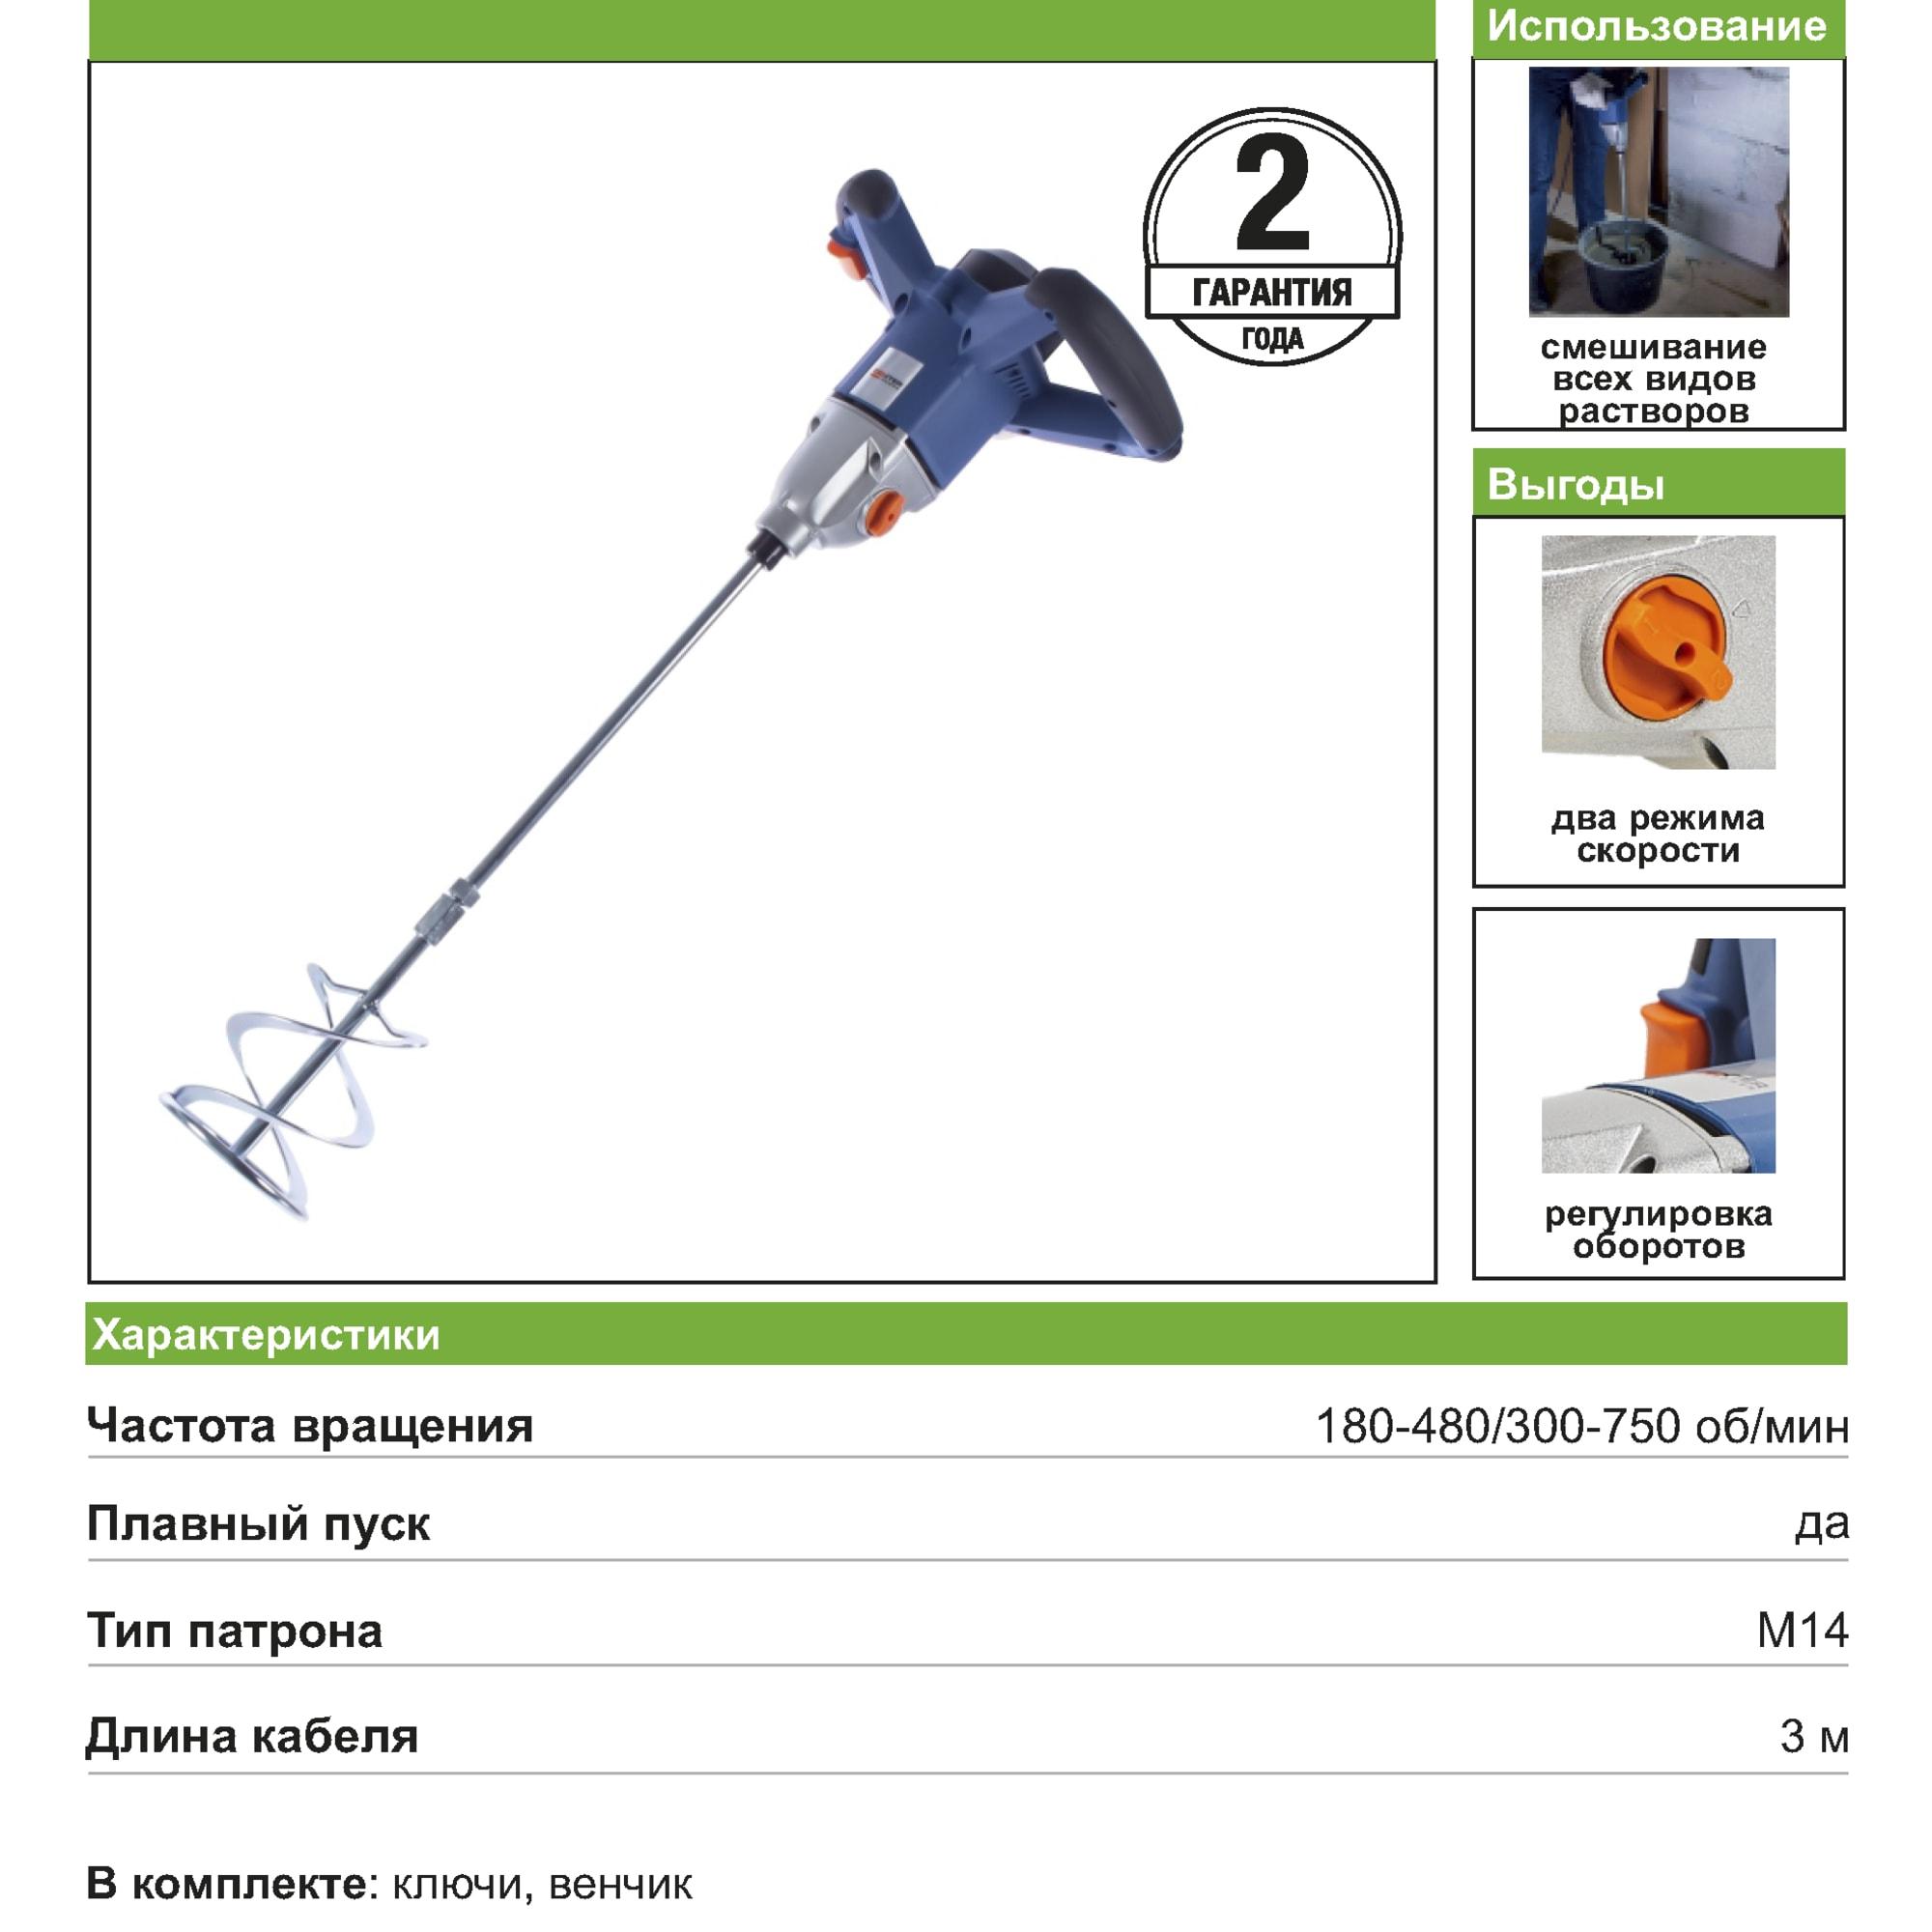 Использование
2
ГАРАНТИЯ
ГОДА
смешивание
всех видов
растворов
Выгоды
два режима
скорости
регулировка
оборотов
Характеристики
Частота вращения 180-480/300-750 об/мин
Плавный пуск да
Тип патрона М14
Длина кабеля 3 м
В комплекте: ключи, венчик